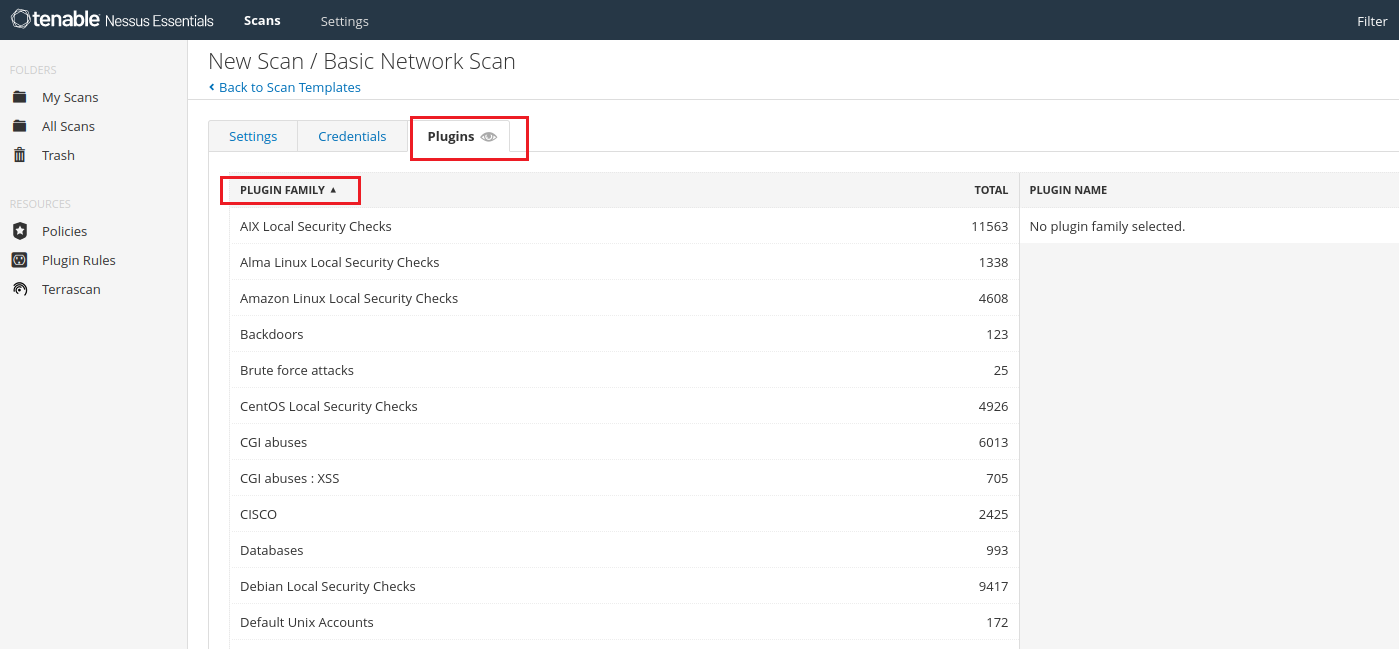 tenable Nessus Essentials Scans Settings Filter
FOLDERS
My Scans
All Scans
Trash
RESOURCES
Policies
Plugin Rules
Terrascan
New Scan / Basic Network Scan
Back to Scan Templates
Settings Credentials Plugins
PLUGIN FAMILY TOTAL PLUGIN NAME
AIX Local Security Checks 11563 No plugin family selected.
Alma Linux Local Security Checks 1338
Amazon Linux Local Security Checks 4608
Backdoors 123
Brute force attacks 25
CentOS Local Security Checks 4926
CGI abuses 6013
CGI abuses : XSS 705
CISCO 2425
Databases 993
Debian Local Security Checks 9417
Default Unix Accounts 172